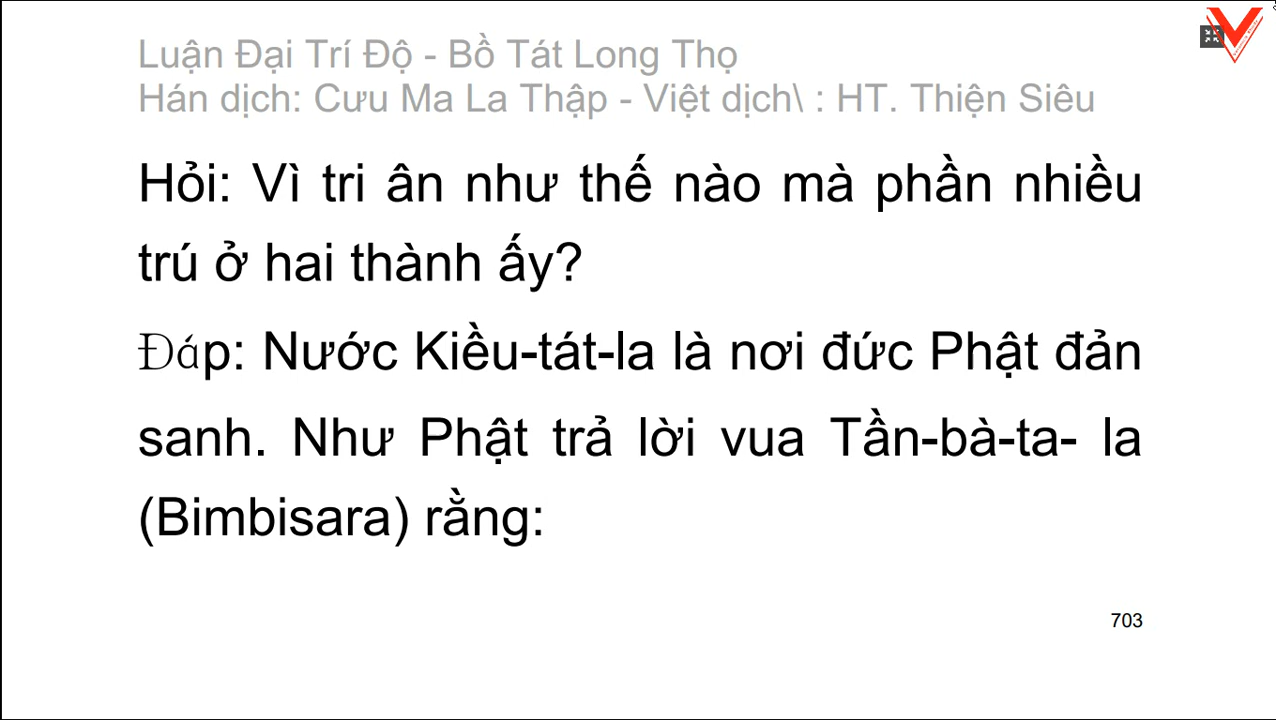 Luận Đại Trí Độ - Bồ Tát Long Thọ
Hán dịch: Cưu Ma La Thập - Việt dịch\ : HT. Thiện Siêu
Hỏi: Vì tri ân như thế nào mà phần nhiều
trú ở hai thành ấy?
Đáp: Nước Kiều-tát-la là nơi đức Phật đản
sanh. Như Phật trả lời vua Tần-bà-ta- la
(Bimbisara) rằng:
703